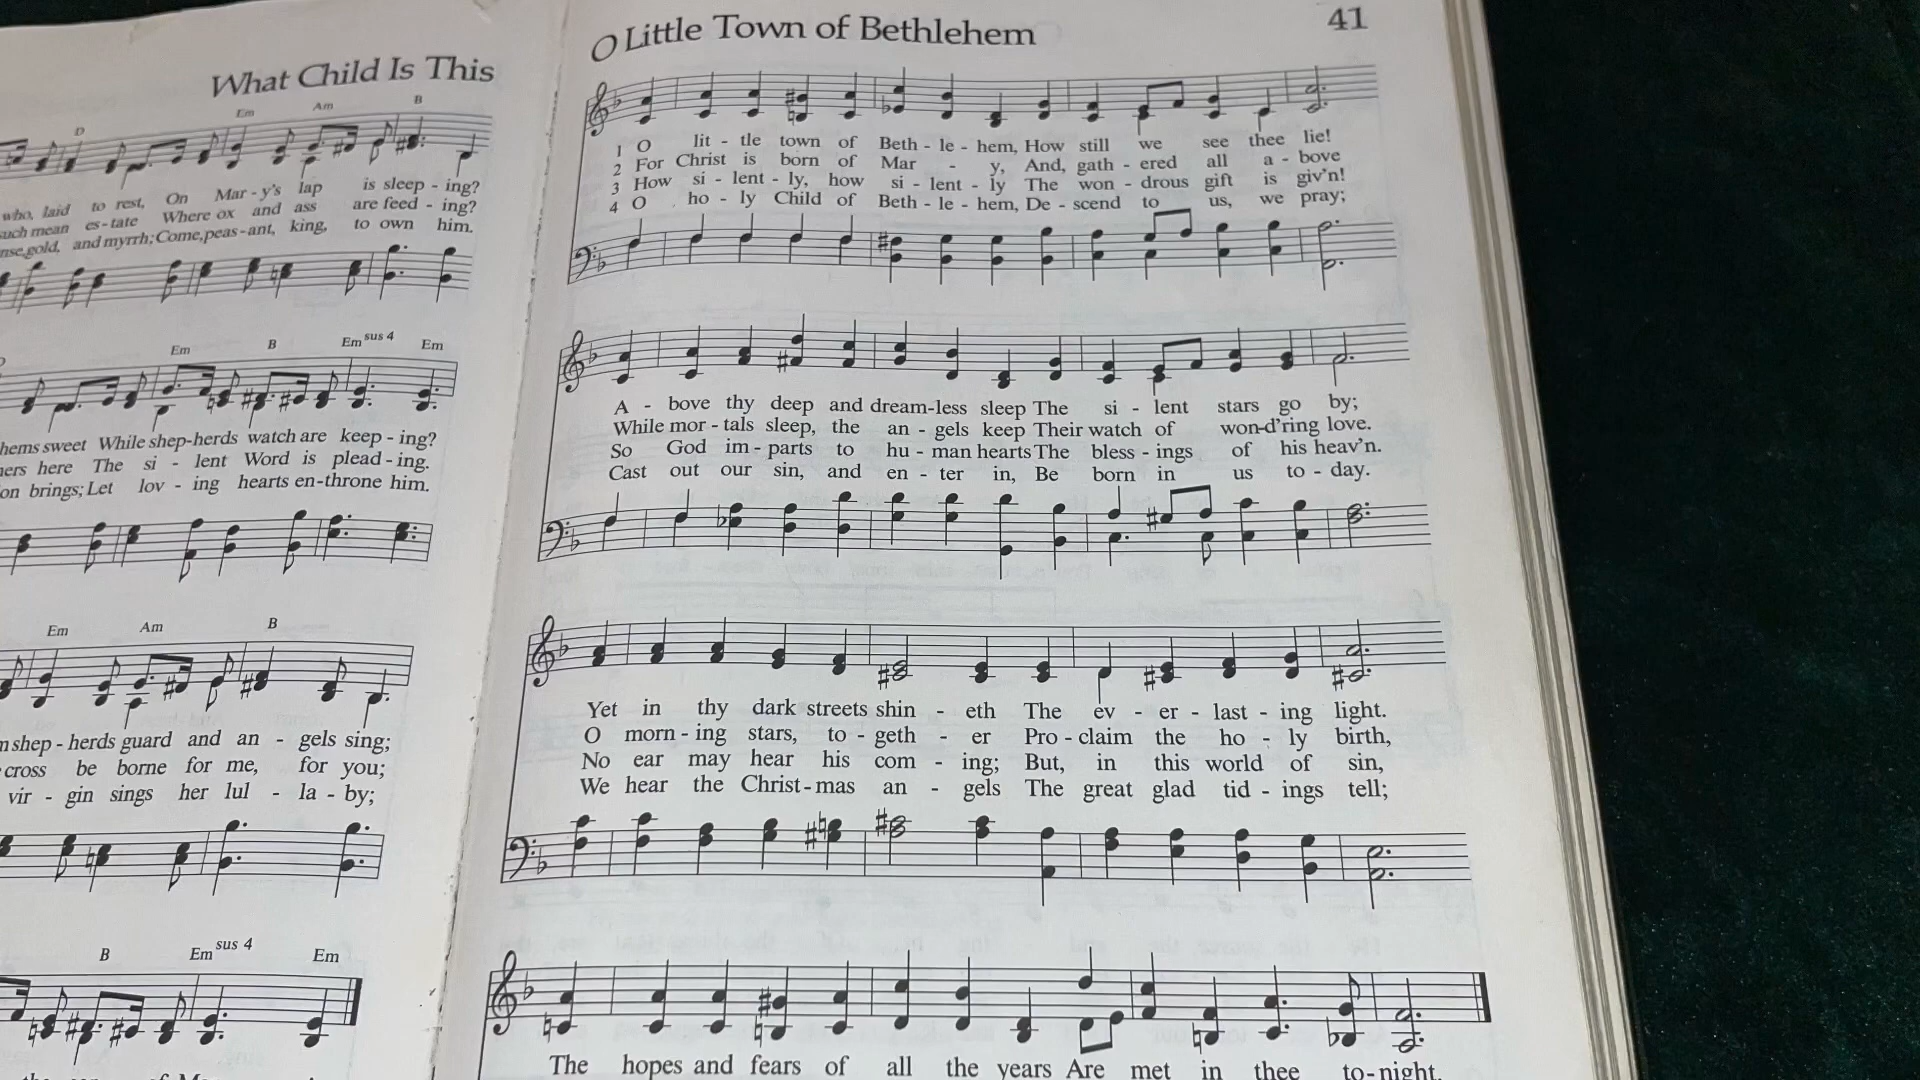 What Child Is This
D Em Am B
who, laid to rest, On Mar - y's lap is sleep - ing?
such mean es - tate Where ox and ass are feed - ing?
gold, and myrrh; Come, peas - ant, king, to own him.
Em B Em sus 4 Em
sweet While shep - herds watch are keep - ing?
here The si - lent Word is plead - ing.
brings; Let lov - ing hearts en - throne him.
Em Am B
shep - herds guard and an - gels sing;
cross be borne for me, for you;
vir - gin sings her lul - la - by;
B Em sus 4 Em
O Little Town of Bethlehem 41
1 O lit - tle town of Beth - le - hem, How still we see thee lie!
2 For Christ is born of Mar - y, And, gath - ered all a - bove
3 How si - lent - ly, how si - lent - ly The won - drous gift is giv'n!
4 O ho - ly Child of Beth - le - hem, De - scend to us, we pray;
A - bove thy deep and dream - less sleep The si - lent stars go by;
While mor - tals sleep, the an - gels keep Their watch of won - d'ring love.
So God im - parts to hu - man hearts The bless - ings of his heav'n.
Cast out our sin, and en - ter in, Be born in us to - day.
Yet in thy dark streets shin - eth The ev - er - last - ing light.
O morn - ing stars, to - geth - er Pro - claim the ho - ly birth,
No ear may hear his com - ing; But, in this world of sin,
We hear the Christ - mas an - gels The great glad tid - ings tell;
The hopes and fears of all the years Are met in thee to - night.